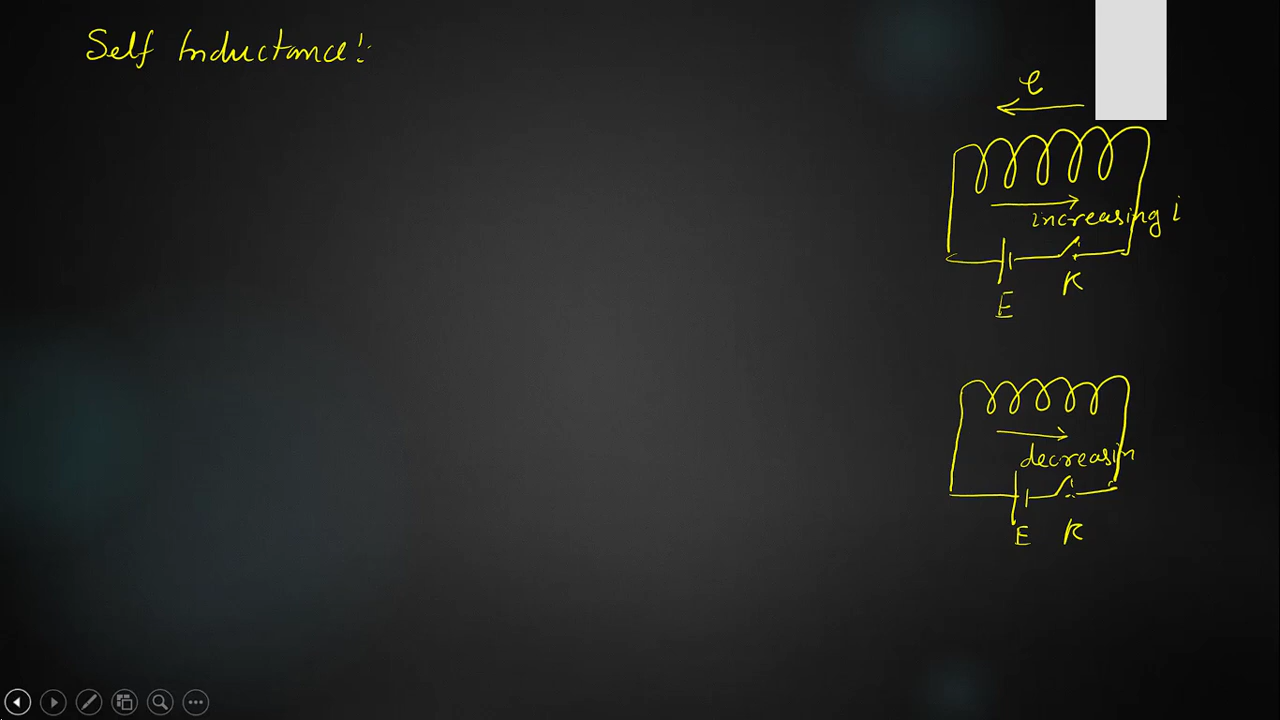 Self Inductance :-
e
increasing i
K
E
decreasin
E K